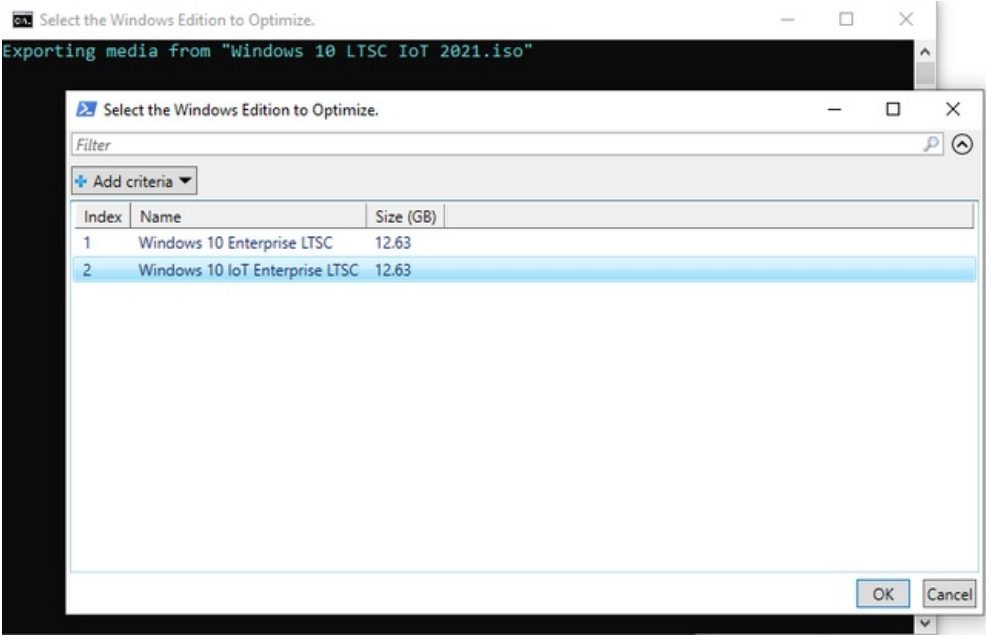 Select the Windows Edition to Optimize.
Exporting media from "Windows 10 LTSC IoT 2021.iso"
Select the Windows Edition to Optimize.
Filter
Add criteria
Index Name Size (GB)
1 Windows 10 Enterprise LTSC 12.63
2 Windows 10 IoT Enterprise LTSC 12.63
OK Cancel